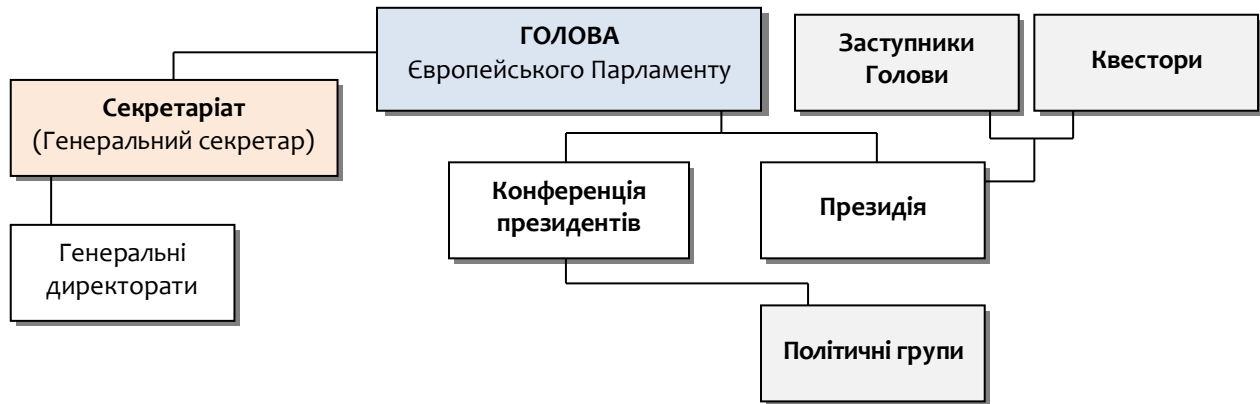 ГОЛОВА
Європейського Парламенту
Заступники
Голови
Квестори
Секретаріат
(Генеральний секретар)
Конференція
президентів
Президія
Генеральні
директорати
Політичні групи